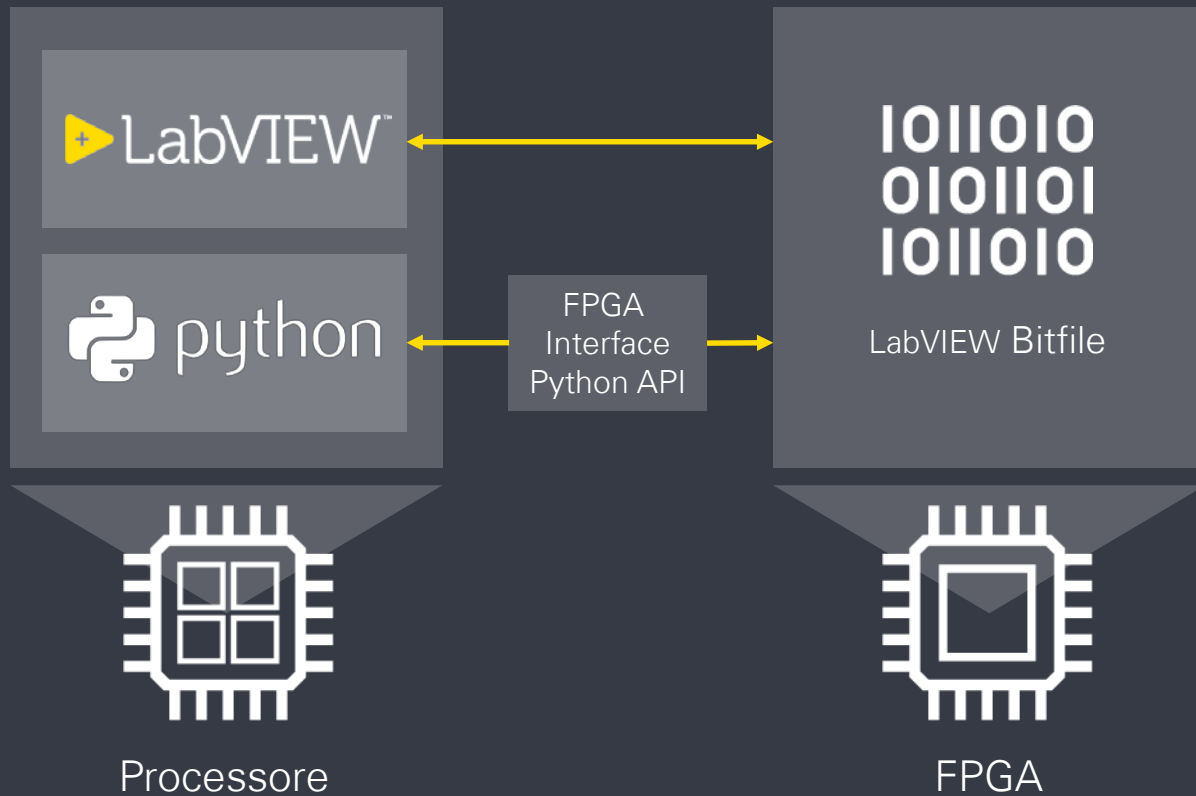 LabVIEW™
python
FPGA
Interface
Python API
1011010
0101101
1011010
LabVIEW Bitfile
Processore
FPGA